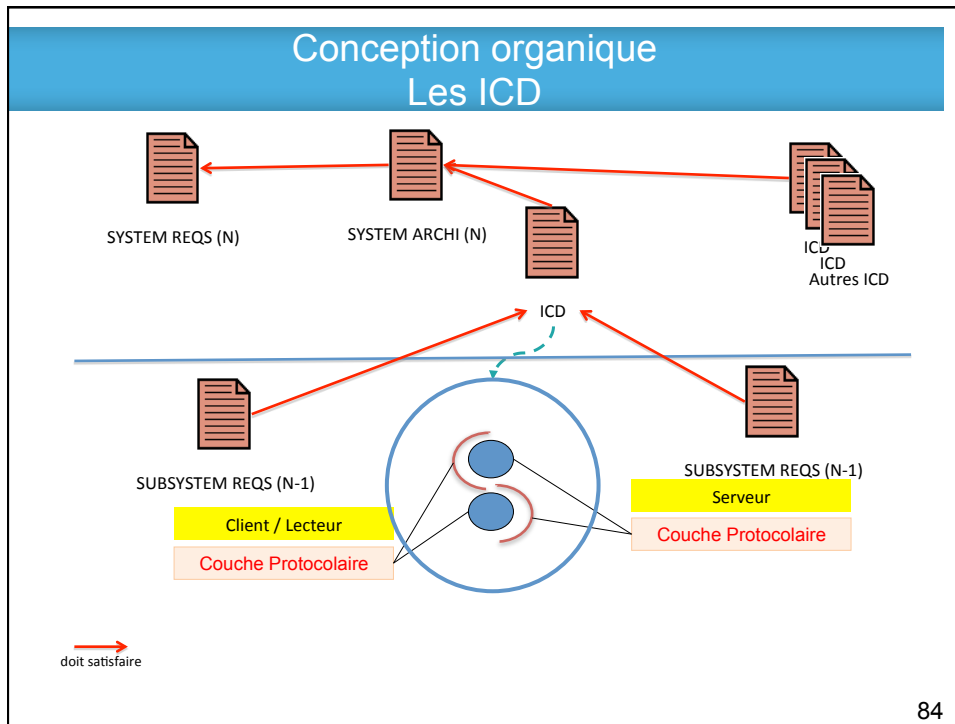 Conception organique
Les ICD
SYSTEM REQS (N)
SYSTEM ARCHI (N)
ICD
ICD
Autres ICD
ICD
SUBSYSTEM REQS (N-1)
SUBSYSTEM REQS (N-1)
Client / Lecteur
Serveur
Couche Protocolaire
Couche Protocolaire
doit satisfaire
84